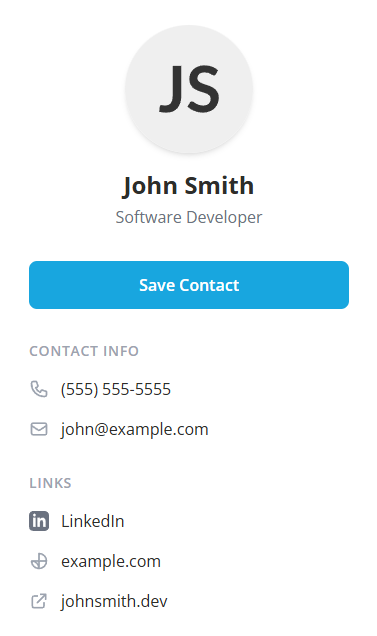 JS
John Smith
Software Developer
Save Contact
CONTACT INFO
(555) 555-5555
john@example.com
LINKS
in LinkedIn
example.com
johnsmith.dev